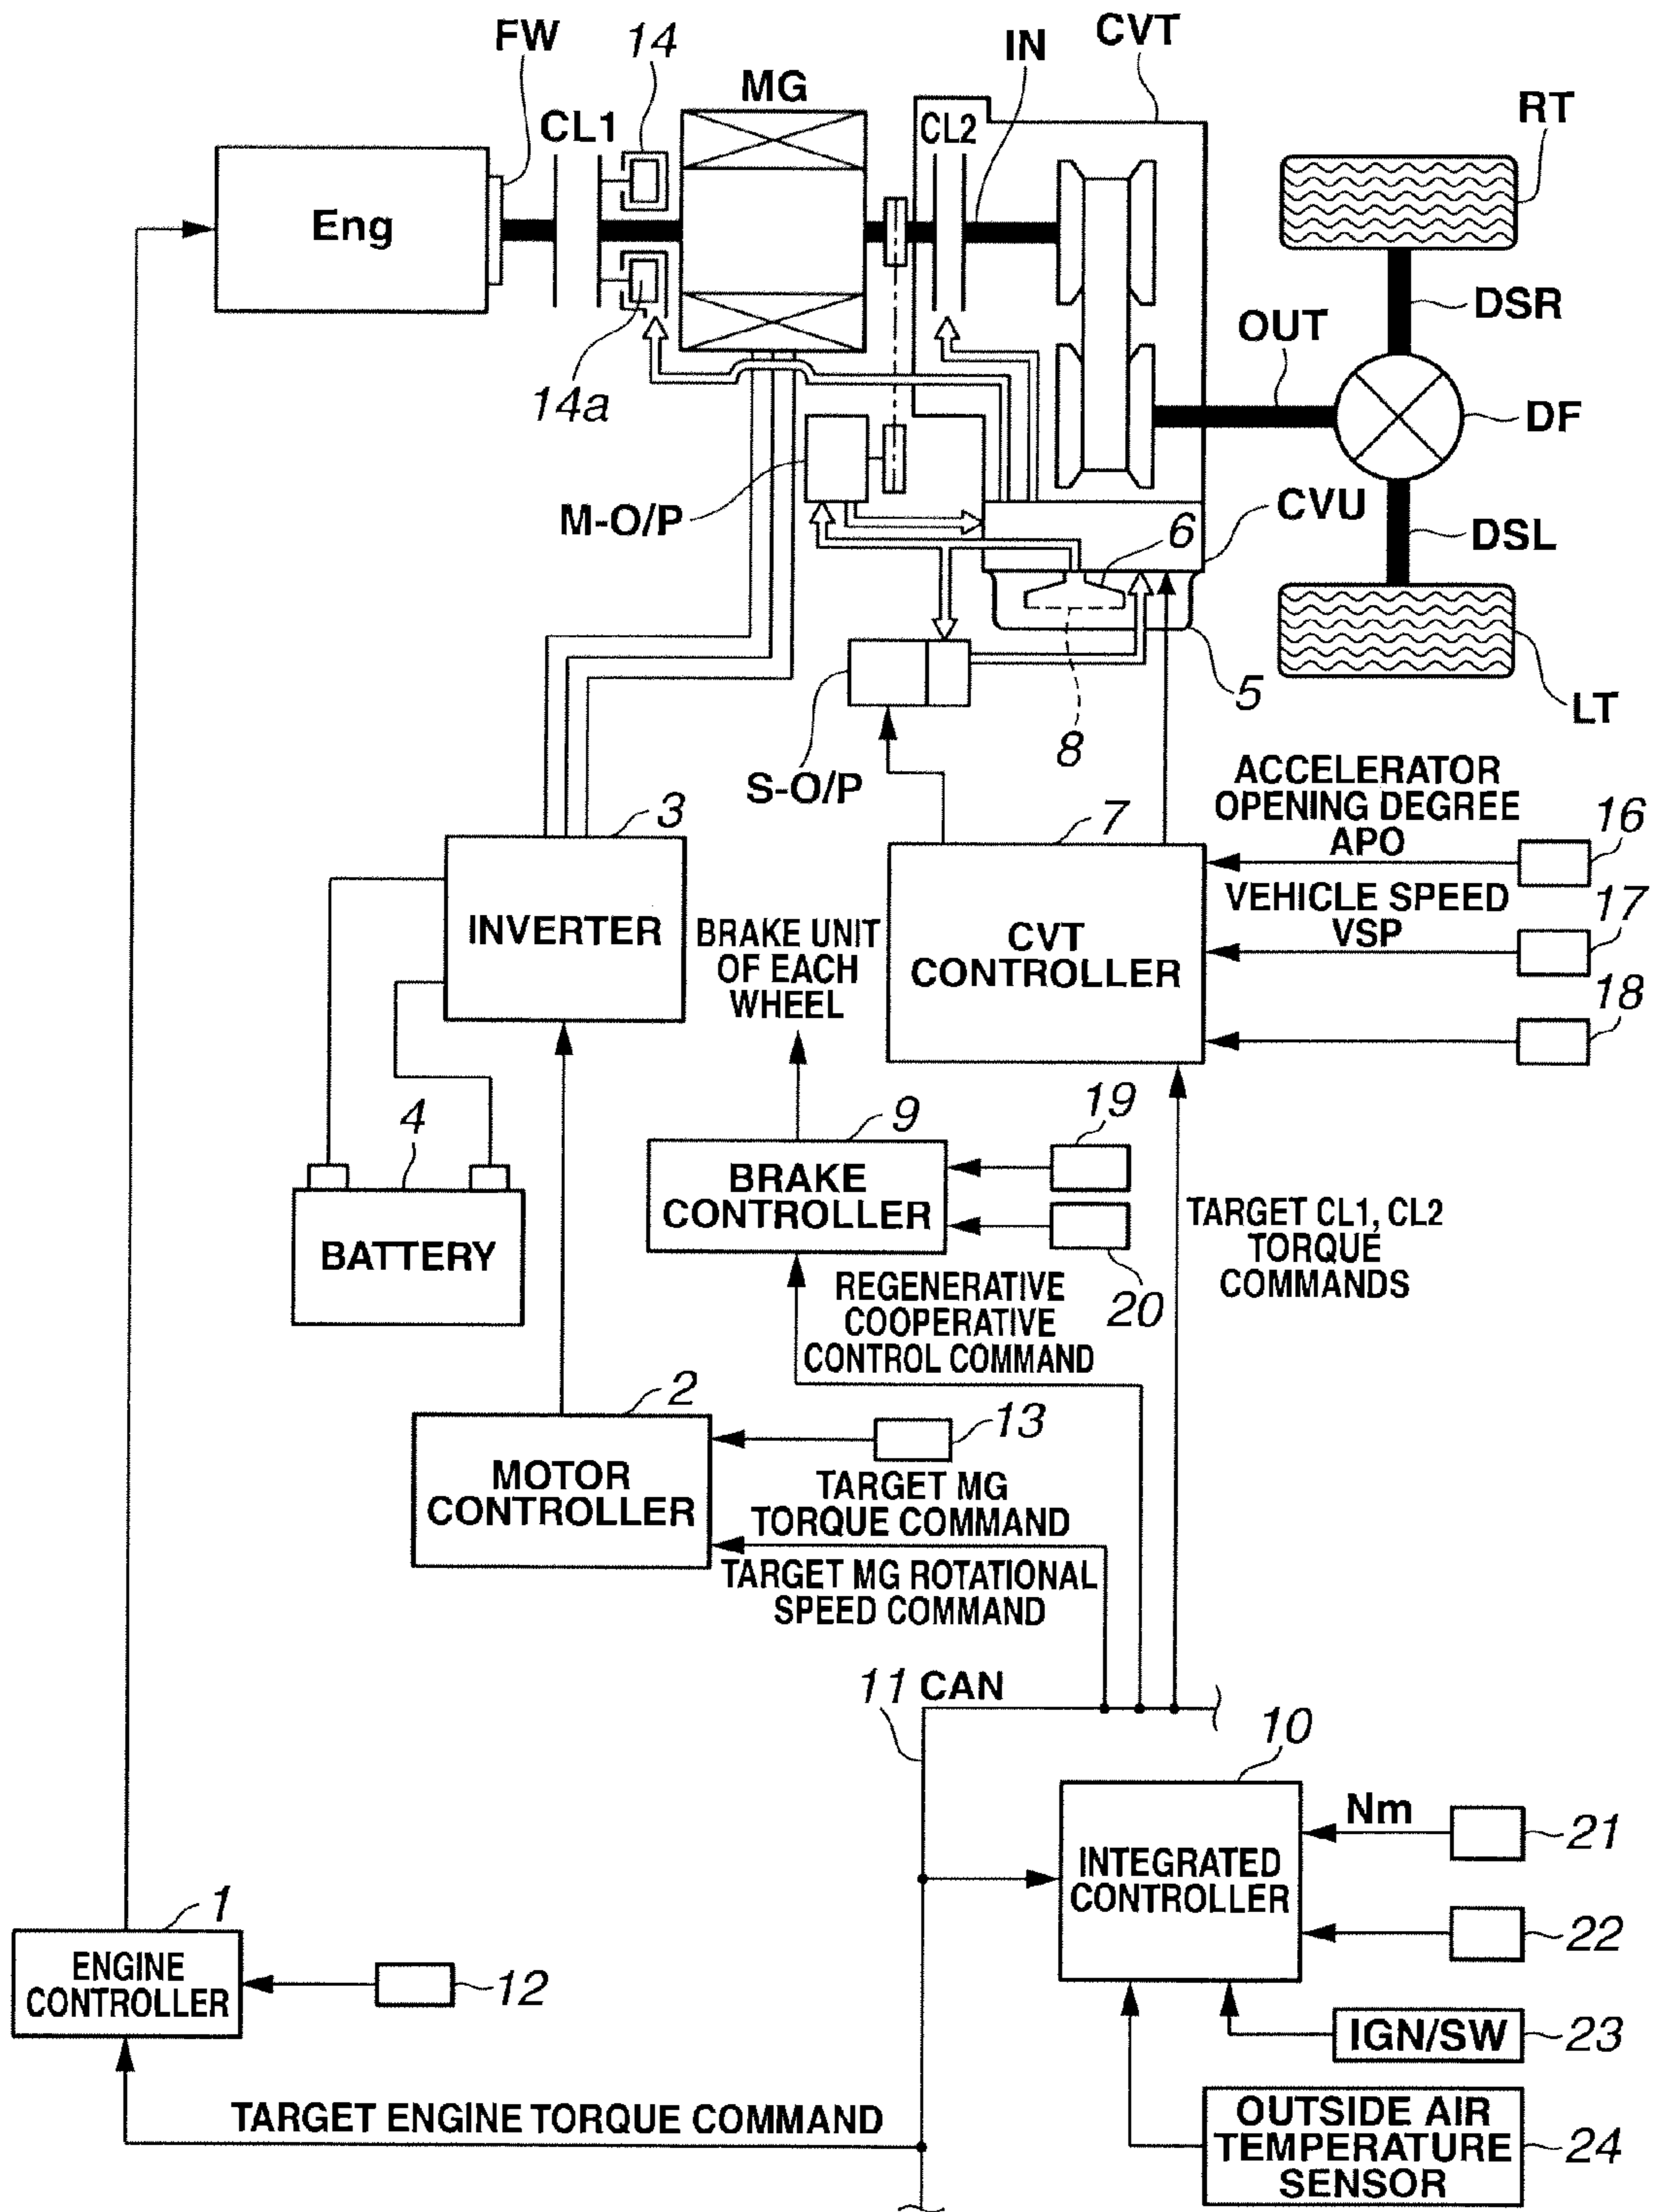 FW
14
MG
IN
CVT
CL1
CL2
RT
Eng
DSR
OUT
14a
DF
M-O/P
6
CVU
DSL
5
8
LT
S-O/P
3
7
ACCELERATOR
OPENING DEGREE
APO
16
VEHICLE SPEED
VSP
17
18
INVERTER
BRAKE UNIT
OF EACH
WHEEL
CVT
CONTROLLER
4
9
19
BATTERY
BRAKE
CONTROLLER
20
TARGET CL1, CL2
TORQUE
COMMANDS
REGENERATIVE
COOPERATIVE
CONTROL COMMAND
2
13
MOTOR
CONTROLLER
TARGET MG
TORQUE COMMAND
TARGET MG ROTATIONAL
SPEED COMMAND
11 CAN
10
Nm
21
INTEGRATED
CONTROLLER
22
1
ENGINE
CONTROLLER
12
IGN/SW
23
TARGET ENGINE TORQUE COMMAND
OUTSIDE AIR
TEMPERATURE
SENSOR
24